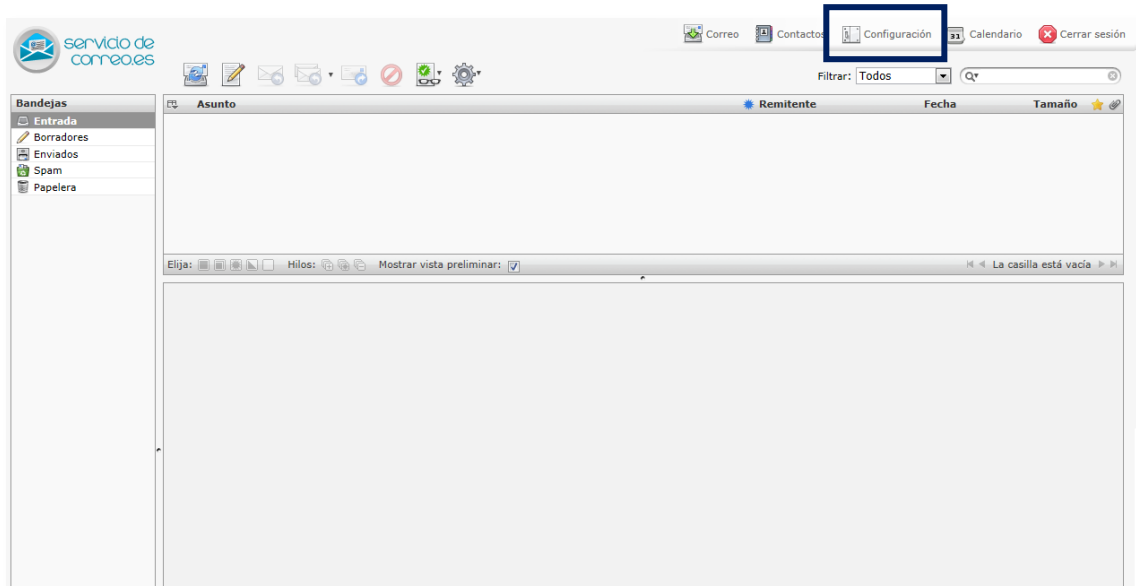 servicio de
correo.es
Correo Contactos Configuración 31 Calendario Cerrar sesión
Filtrar: Todos
Bandejas
Asunto Remitente Fecha Tamaño
Entrada
Borradores
Enviados
Spam
Papelera
Elija: Hilos: Mostrar vista preliminar: La casilla está vacía